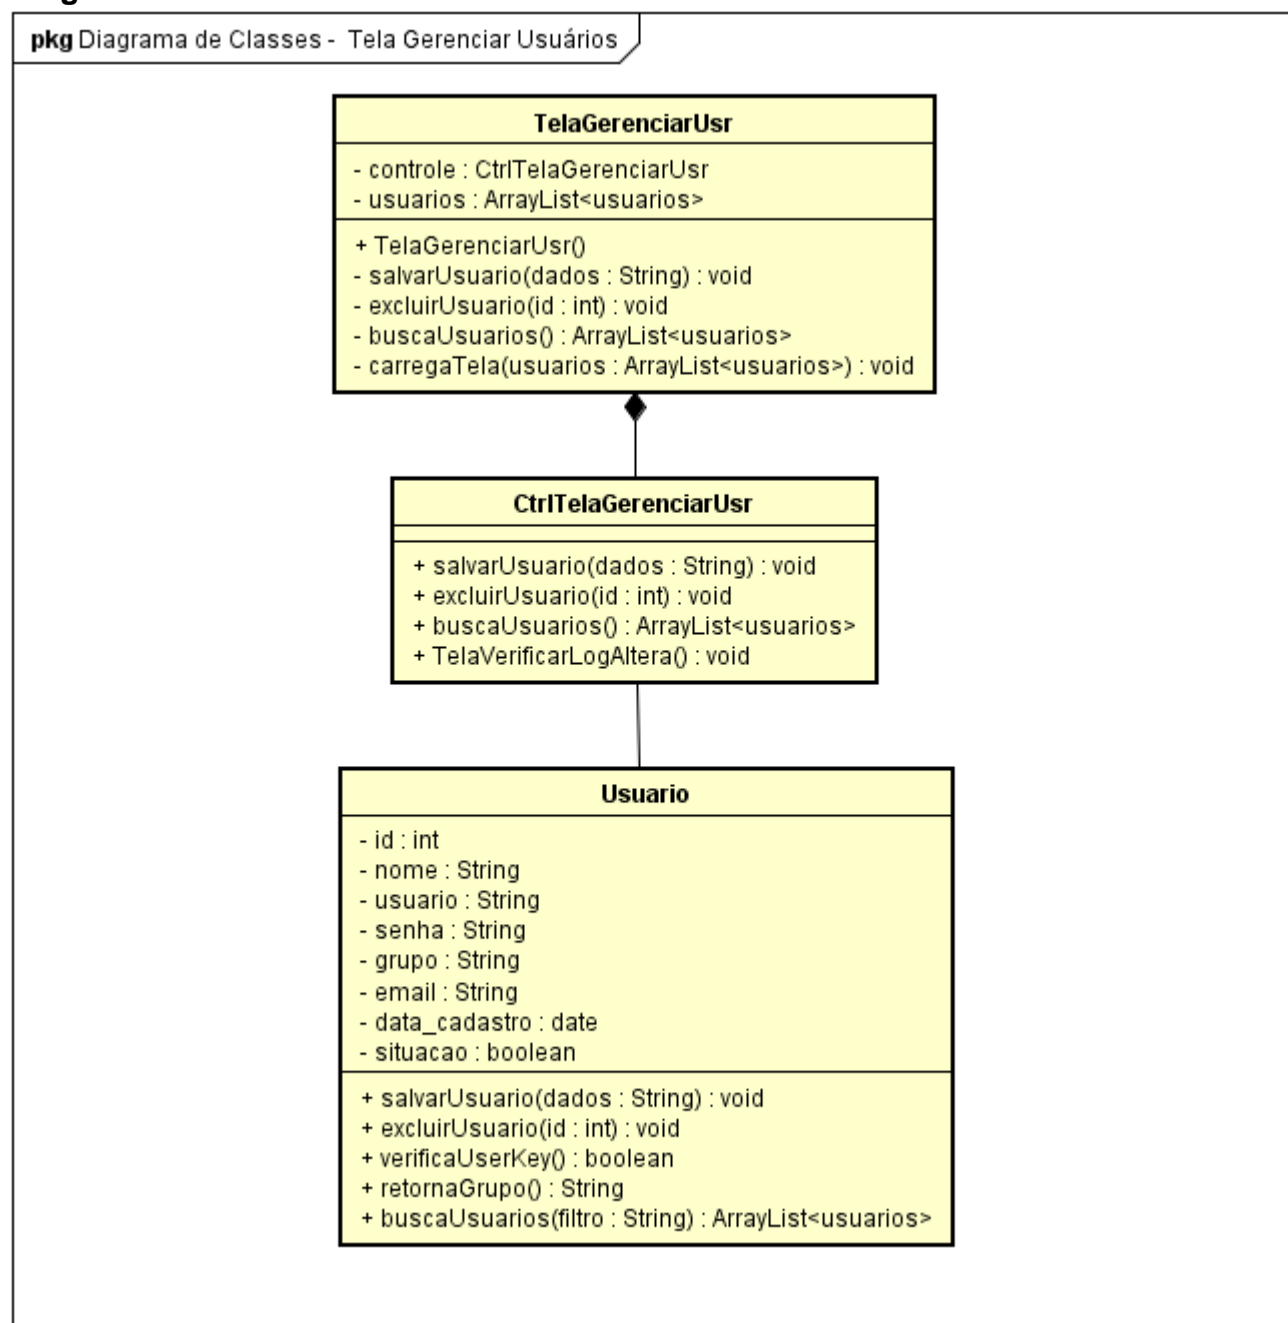 pkg Diagrama de Classes - Tela Gerenciar Usuários
TelaGerenciarUsr
- controle : CtrlTelaGerenciarUsr
- usuarios : ArrayList<usuarios>
+ TelaGerenciarUsr()
- salvarUsuario(dados : String) : void
- excluirUsuario(id : int) : void
- buscaUsuarios() : ArrayList<usuarios>
- carregaTela(usuarios : ArrayList<usuarios>) : void
CtrlTelaGerenciarUsr
+ salvarUsuario(dados : String) : void
+ excluirUsuario(id : int) : void
+ buscaUsuarios() : ArrayList<usuarios>
+ TelaVerificarLogAltera() : void
Usuario
- id : int
- nome : String
- usuario : String
- senha : String
- grupo : String
- email : String
- data_cadastro : date
- situacao : boolean
+ salvarUsuario(dados : String) : void
+ excluirUsuario(id : int) : void
+ verificaUserKey() : boolean
+ retornaGrupo() : String
+ buscaUsuarios(filtro : String) : ArrayList<usuarios>